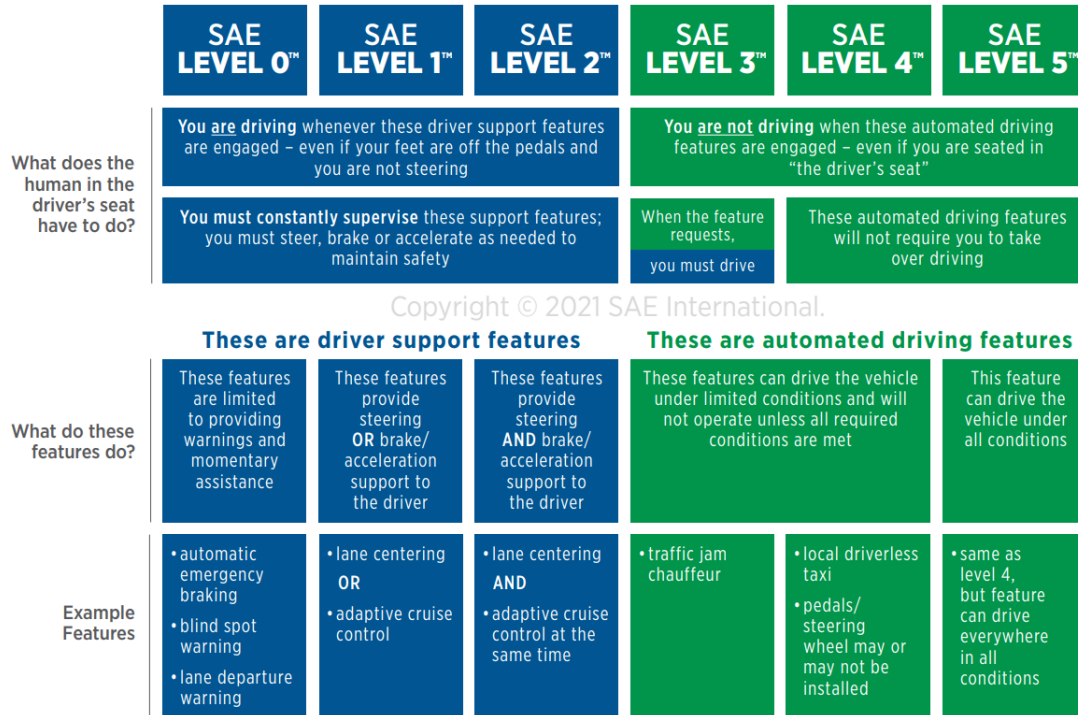 SAE
LEVEL 0™
SAE
LEVEL 1™
SAE
LEVEL 2™
SAE
LEVEL 3™
SAE
LEVEL 4™
SAE
LEVEL 5™
What does the
human in the
driver's seat
have to do?
You are driving whenever these driver support features
are engaged – even if your feet are off the pedals and
you are not steering
You are not driving when these automated driving
features are engaged – even if you are seated in
“the driver's seat”
You must constantly supervise these support features;
you must steer, brake or accelerate as needed to
maintain safety
When the feature
requests,
you must drive
These automated driving features
will not require you to take
over driving
Copyright © 2021 SAE International.
These are driver support features
These are automated driving features
What do these
features do?
These features
are limited
to providing
warnings and
momentary
assistance
These features
provide
steering
OR brake/
acceleration
support to
the driver
These features
provide
steering
AND brake/
acceleration
support to
the driver
These features can drive the vehicle
under limited conditions and will
not operate unless all required
conditions are met
This feature
can drive the
vehicle under
all conditions
Example
Features
• automatic
emergency
braking
• blind spot
warning
• lane departure
warning
• lane centering
OR
• adaptive cruise
control
• lane centering
AND
• adaptive cruise
control at the
same time
• traffic jam
chauffeur
• local driverless
taxi
• pedals/
steering
wheel may or
may not be
installed
• same as
level 4,
but feature
can drive
everywhere
in all
conditions